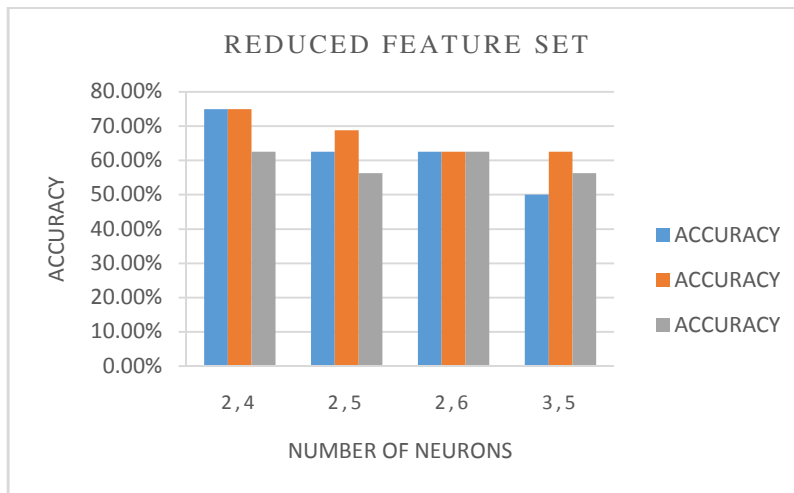 REDUCED FEATURE SET
80.00%
70.00%
60.00%
50.00%
40.00%
30.00%
20.00%
10.00%
0.00%
ACCURACY
2,4 2,5 2,6 3,5
NUMBER OF NEURONS
ACCURACY
ACCURACY
ACCURACY